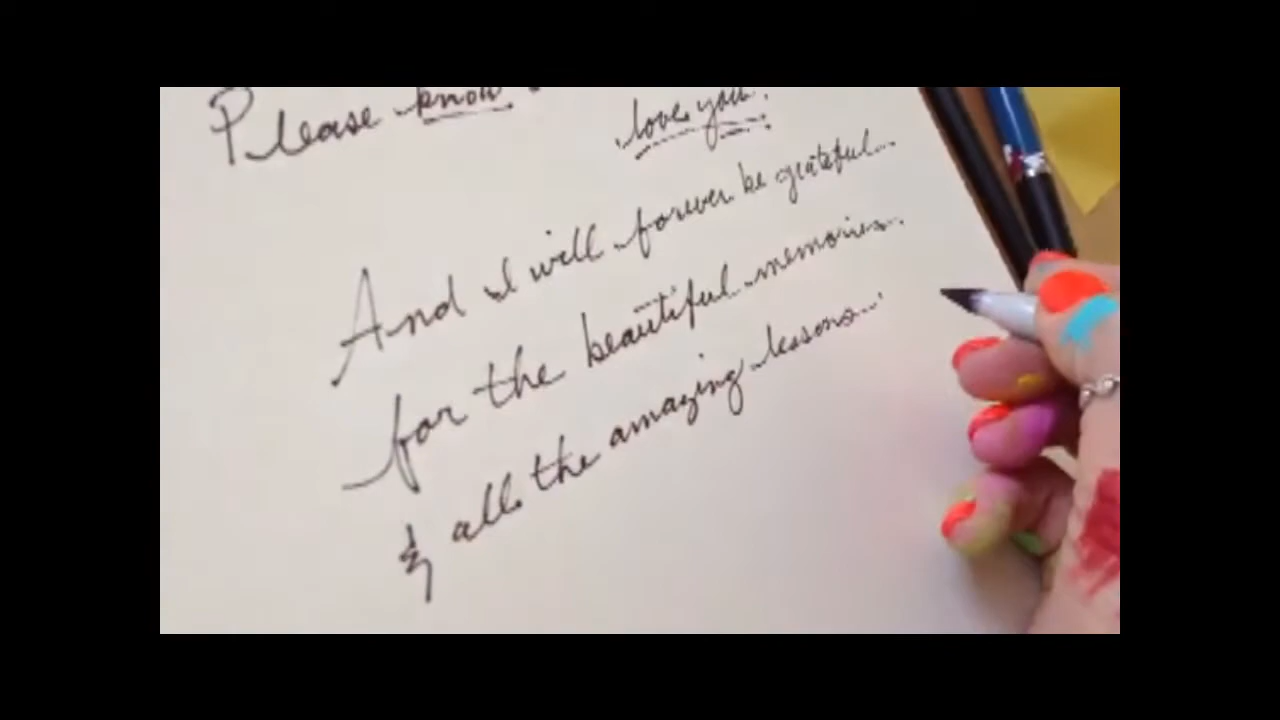 Please know
love you!
And I will forever be grateful...
for the beautiful memories.
& all the amazing lessons...